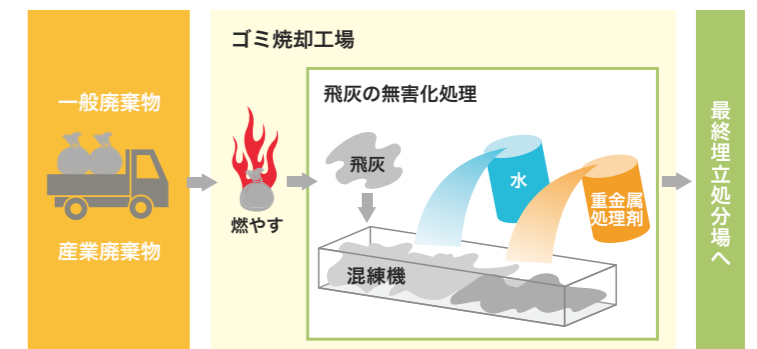 一般廃棄物
産業廃棄物
ゴミ焼却工場
燃やす
飛灰の無害化処理
飛灰
水
重金属
処理剤
混練機
最終埋立処分場へ